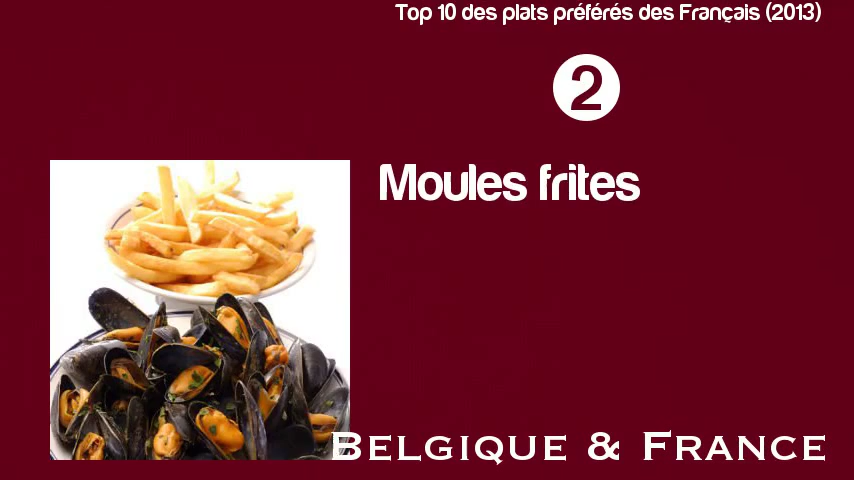 Top 10 des plats préférés des Français (2013)
2
Moules frites
Belgique & France